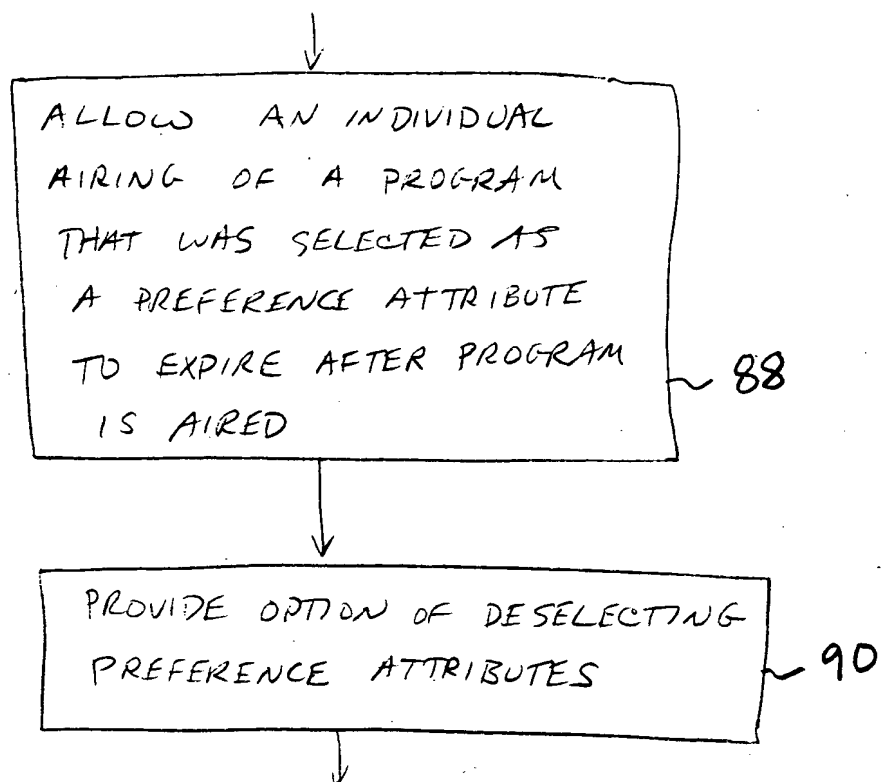 ALLOW AN INDIVIDUAL
AIRING OF A PROGRAM
THAT WAS SELECTED AS
A PREFERENCE ATTRIBUTE
TO EXPIRE AFTER PROGRAM
IS AIRED
88
PROVIDE OPTION OF DESELECTING
PREFERENCE ATTRIBUTES
90